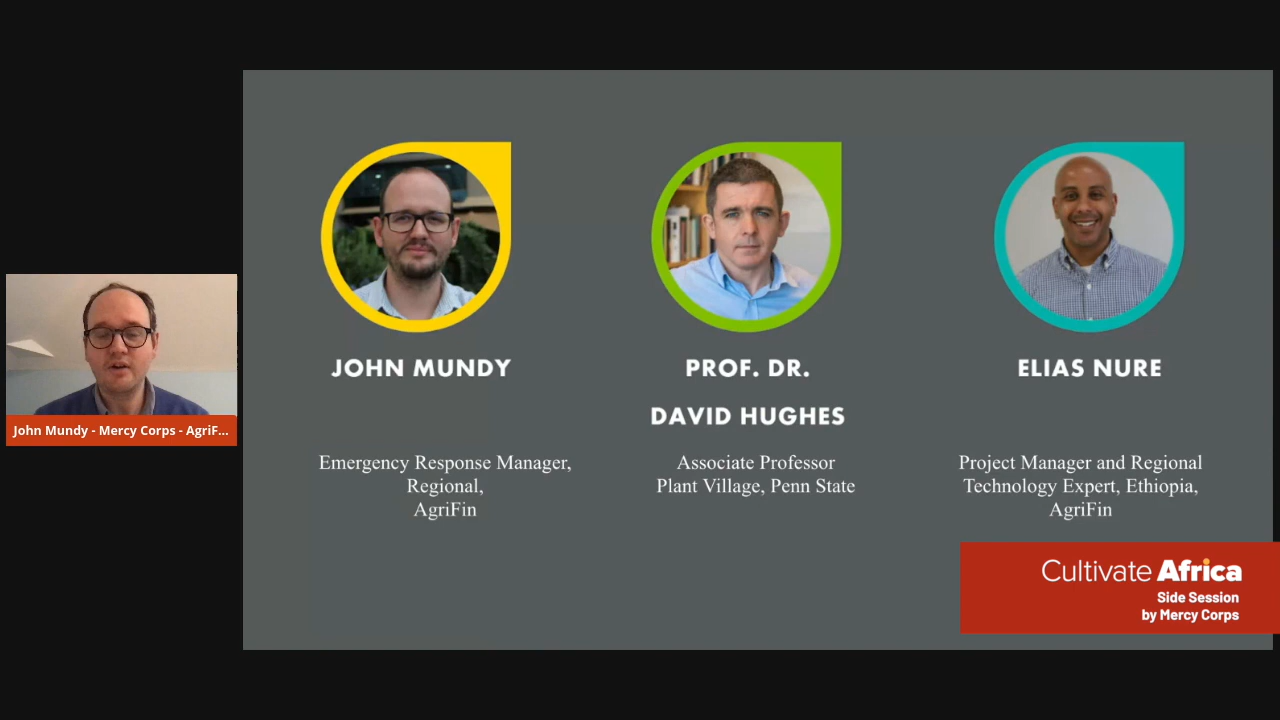 John Mundy - Mercy Corps - AgriF...
JOHN MUNDY
Emergency Response Manager,
Regional,
AgriFin
PROF. DR.
DAVID HUGHES
Associate Professor
Plant Village, Penn State
ELIAS NURE
Project Manager and Regional
Technology Expert, Ethiopia,
AgriFin
Cultivate Africa
Side Session
by Mercy Corps